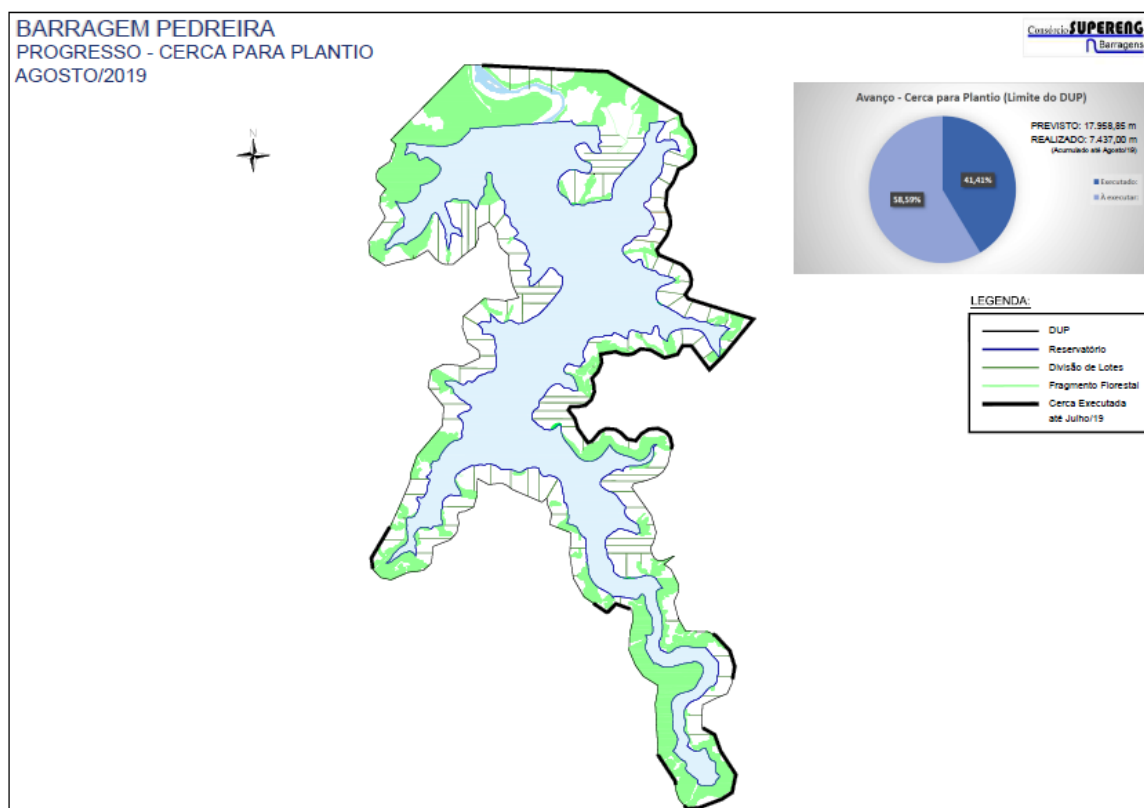 BARRAGEM PEDREIRA
PROGRESSO - CERCA PARA PLANTIO
AGOSTO/2019
Consórcio SUPERENG
Barragens
N
Avanço - Cerca para Plantio (Limite do DUP)
PREVISTO: 17.958,85 m
REALIZADO: 7.437,00 m
(Acumulado até Agosto/19)
41,41%
58,59%
Executado:
À executar:
LEGENDA:
DUP
Reservatório
Divisão de Lotes
Fragmento Florestal
Cerca Executada
até Julho/19